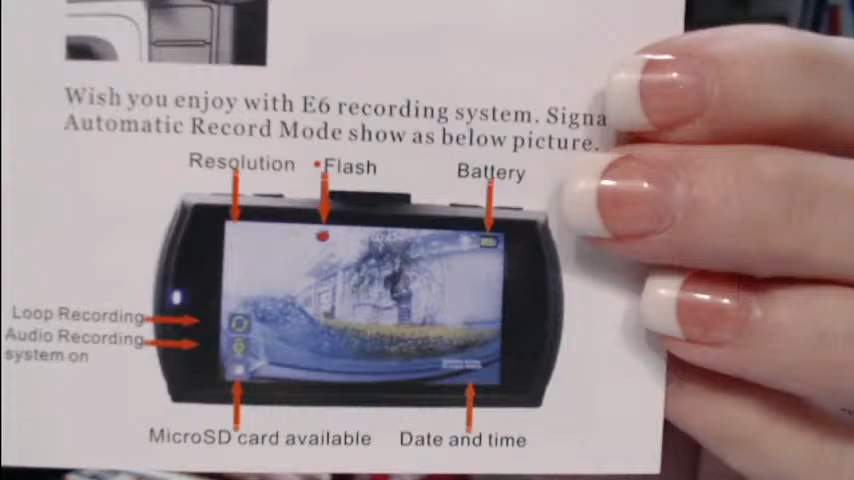 Wish you enjoy with E6 recording system. Signa
Automatic Record Mode show as below picture.
Resolution •Flash Battery
Loop Recording
Audio Recording
system on
MicroSD card available Date and time